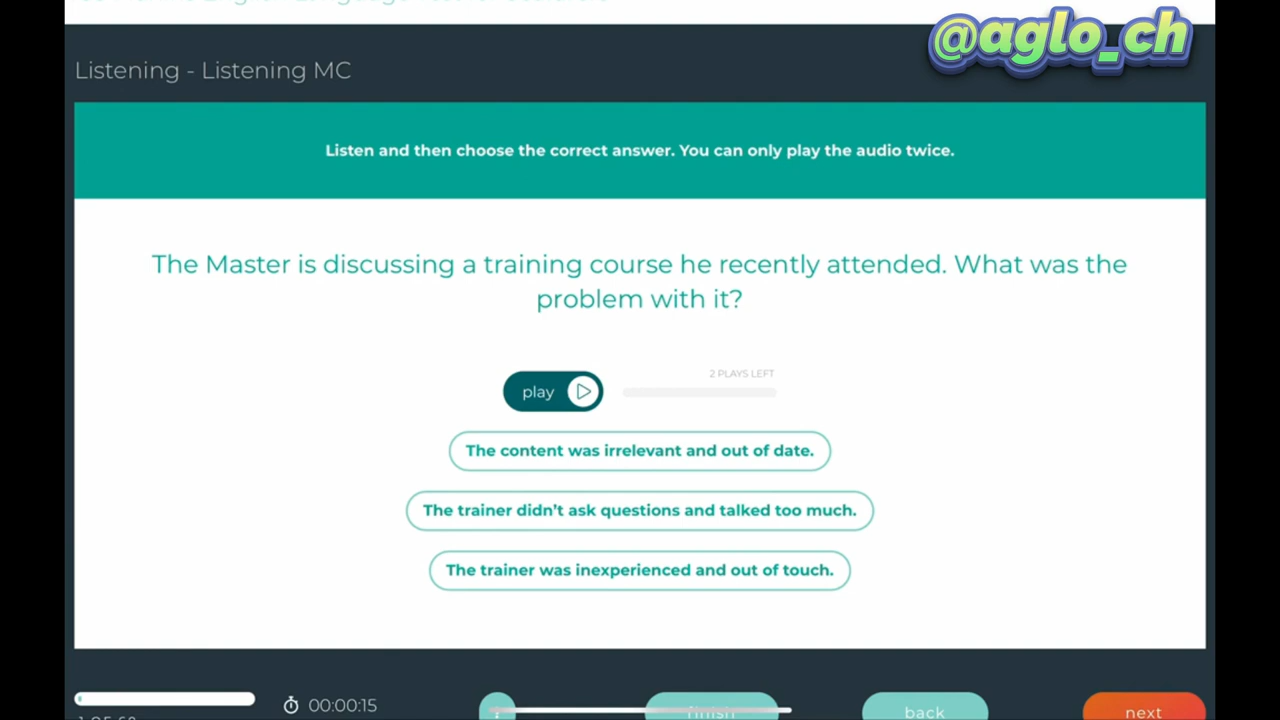 @aglo_ch
Listening - Listening MC
Listen and then choose the correct answer. You can only play the audio twice.
The Master is discussing a training course he recently attended. What was the
problem with it?
2 PLAYS LEFT
play
The content was irrelevant and out of date.
The trainer didn't ask questions and talked too much.
The trainer was inexperienced and out of touch.
00:00:15
finish
back
next